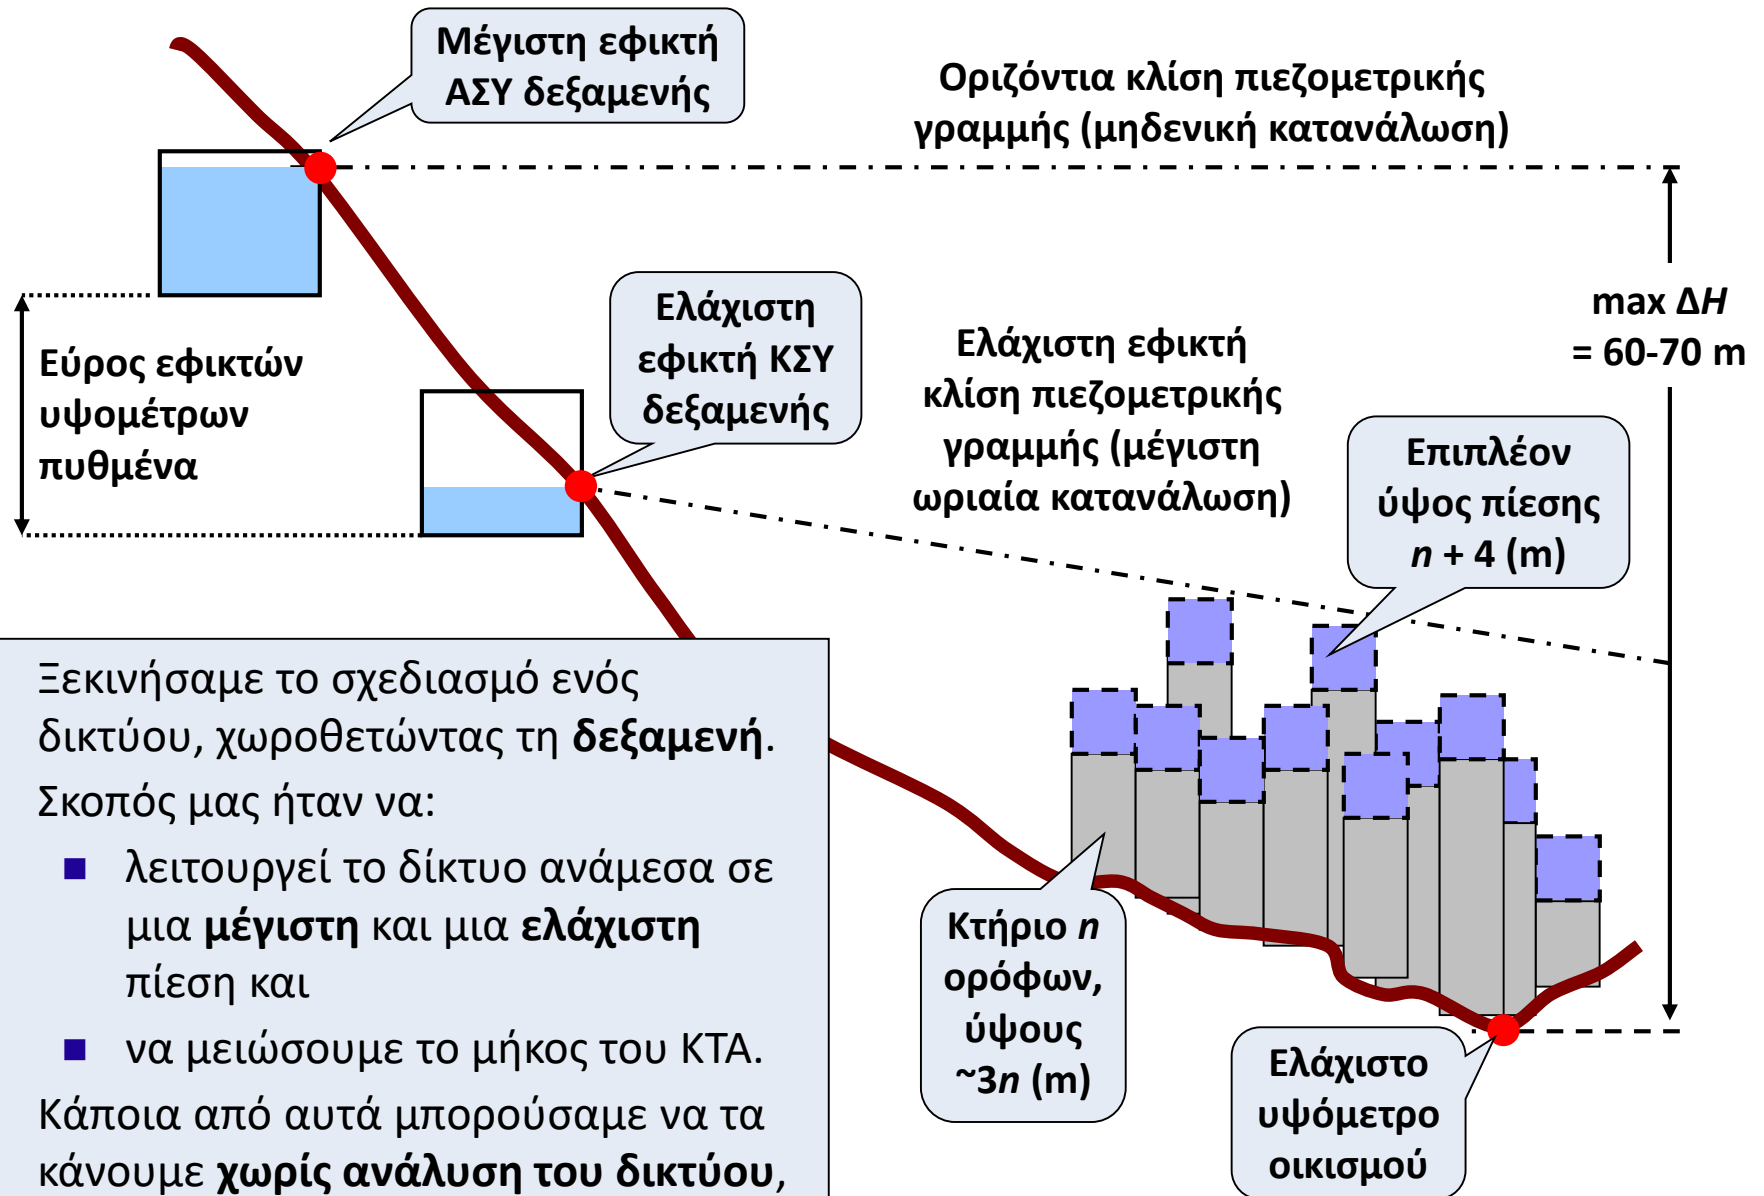 Μέγιστη εφικτή
ΑΣΥ δεξαμενής
Οριζόντια κλίση πιεζομετρικής
γραμμής (μηδενική κατανάλωση)
max ΔH
= 60-70 m
Ελάχιστη
εφικτή ΚΣΥ
δεξαμενής
Εύρος εφικτών
υψομέτρων
πυθμένα
Ελάχιστη εφικτή
κλίση πιεζομετρικής
γραμμής (μέγιστη
ωριαία κατανάλωση)
Επιπλέον
ύψος πίεσης
n + 4 (m)
Ξεκινήσαμε το σχεδιασμό ενός
δικτύου, χωροθετώντας τη δεξαμενή.
Σκοπός μας ήταν να:
■ λειτουργεί το δίκτυο ανάμεσα σε
μια μέγιστη και μια ελάχιστη
πίεση και
■ να μειώσουμε το μήκος του ΚΤΑ.
Κάποια από αυτά μπορούσαμε να τα
κάνουμε χωρίς ανάλυση του δικτύου,
Κτήριο n
ορόφων,
ύψους
~3n (m)
Ελάχιστο
υψόμετρο
οικισμού